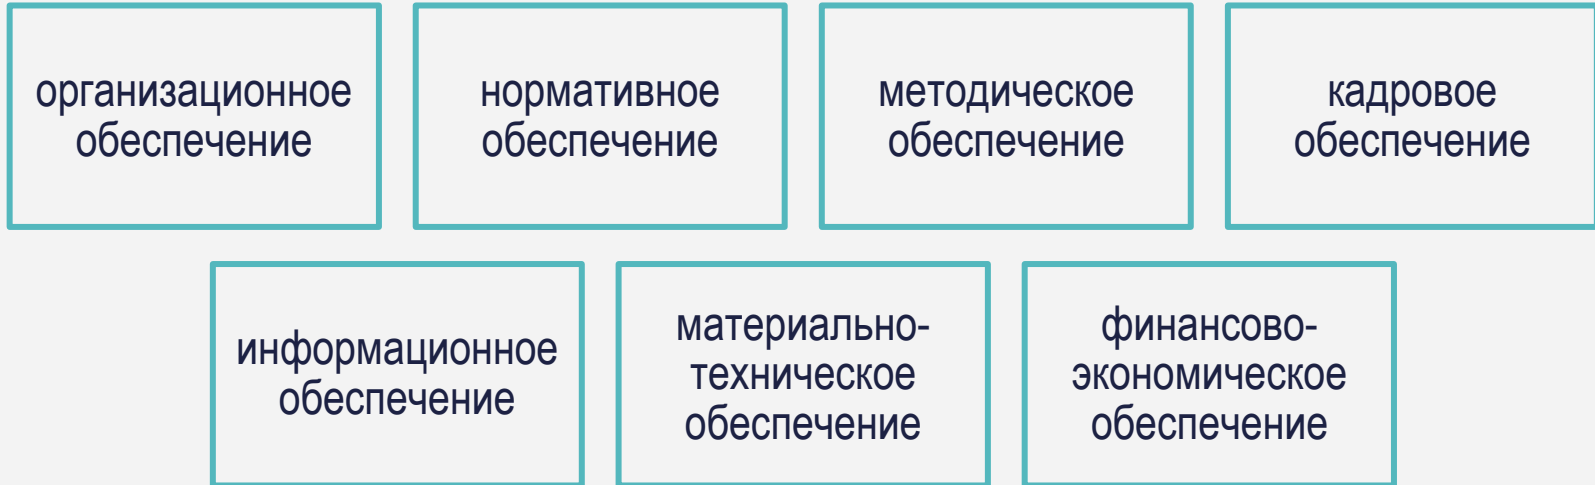 организационное
обеспечение
нормативное
обеспечение
методическое
обеспечение
кадровое
обеспечение
информационное
обеспечение
материально-
техническое
обеспечение
финансово-
экономическое
обеспечение